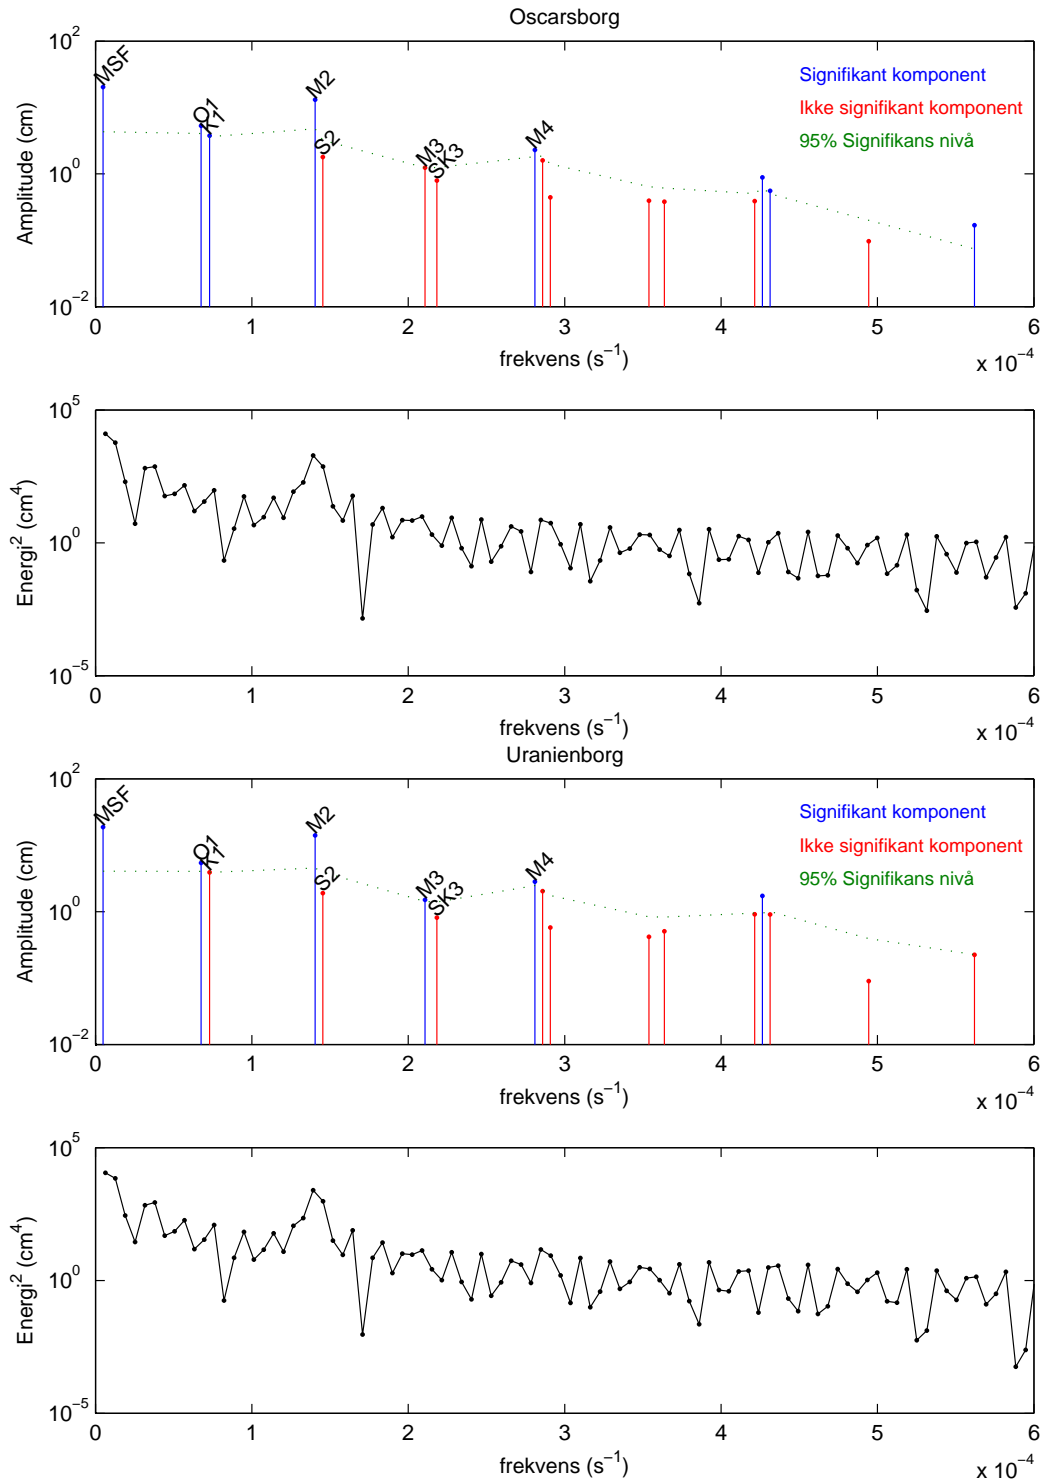 Oscarsborg
10^2
10^0
10^−2
Amplitude (cm)
MSF
O1
K1
M2
S2
M3
SK3
M4
Signifikant komponent
Ikke signifikant komponent
95% Signifikans nivå
0 1 2 3 4 5 6
frekvens (s^−1)
x 10^−4
10^5
10^0
10^−5
Energi^2 (cm^4)
0 1 2 3 4 5 6
frekvens (s^−1)
x 10^−4
Uranienborg
10^2
10^0
10^−2
Amplitude (cm)
MSF
O1
K1
M2
S2
M3
SK3
M4
Signifikant komponent
Ikke signifikant komponent
95% Signifikans nivå
0 1 2 3 4 5 6
frekvens (s^−1)
x 10^−4
10^5
10^0
10^−5
Energi^2 (cm^4)
0 1 2 3 4 5 6
frekvens (s^−1)
x 10^−4